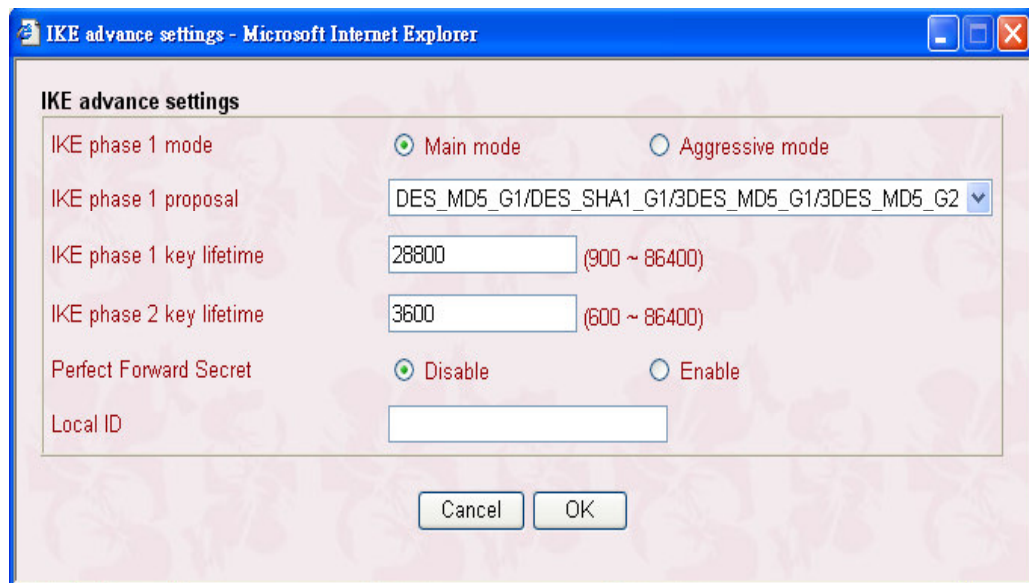 IKE advance settings - Microsoft Internet Explorer
IKE advance settings
IKE phase 1 mode Main mode Aggressive mode
IKE phase 1 proposal DES_MD5_G1/DES_SHA1_G1/3DES_MD5_G1/3DES_MD5_G2
IKE phase 1 key lifetime 28800 (900 ~ 86400)
IKE phase 2 key lifetime 3600 (600 ~ 86400)
Perfect Forward Secret Disable Enable
Local ID
Cancel OK